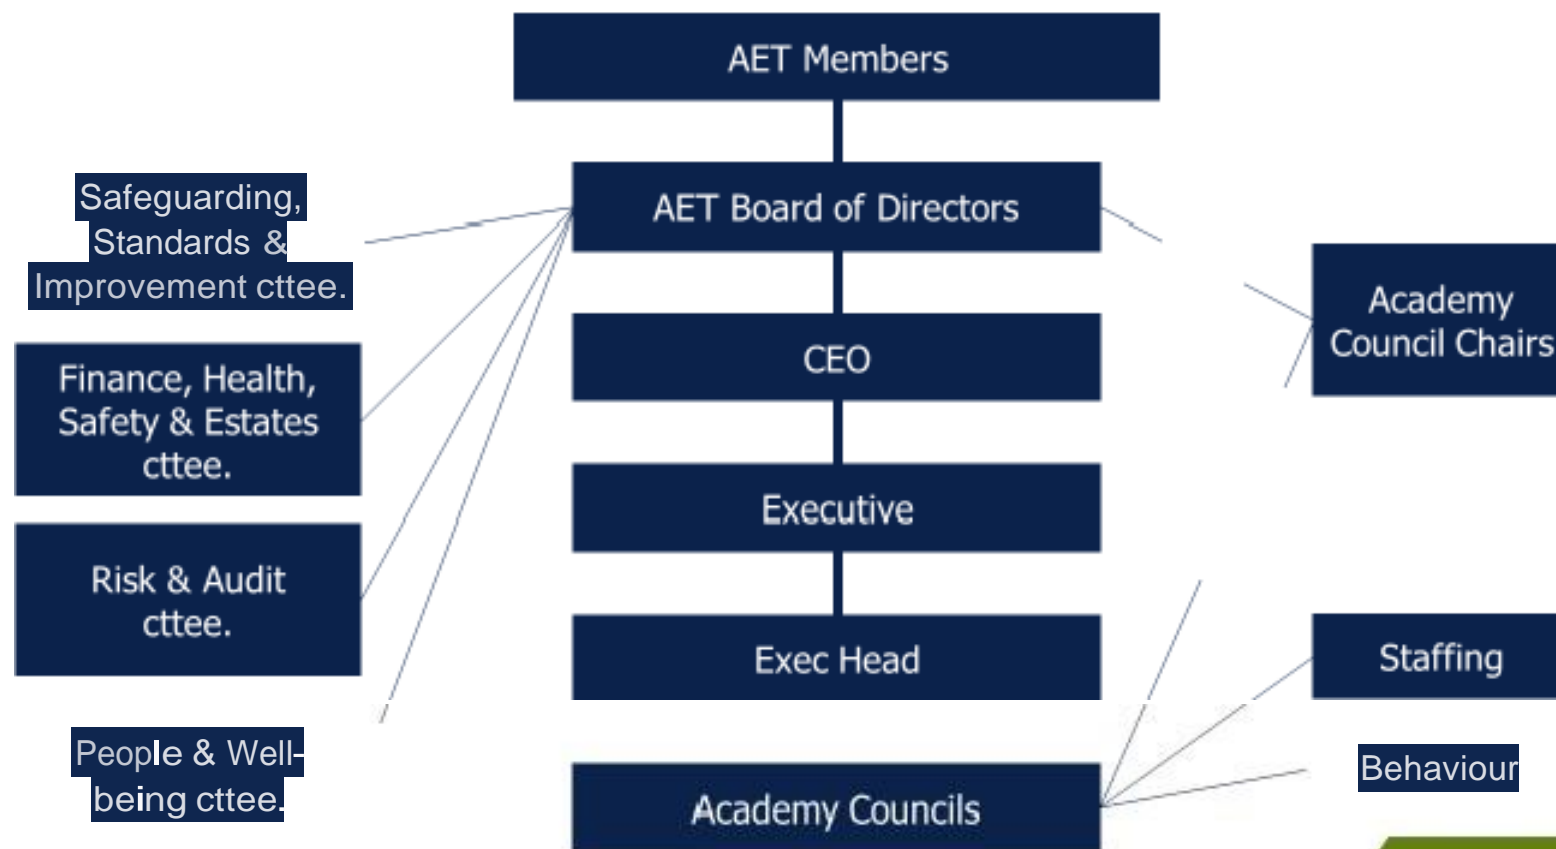 AET Members
Safeguarding,
Standards &
Improvement cttee.
AET Board of Directors
Academy
Council Chairs
CEO
Finance, Health,
Safety & Estates
cttee.
Executive
Risk & Audit
cttee.
Exec Head
Staffing
People & Well-
being cttee.
Behaviour
Academy Councils